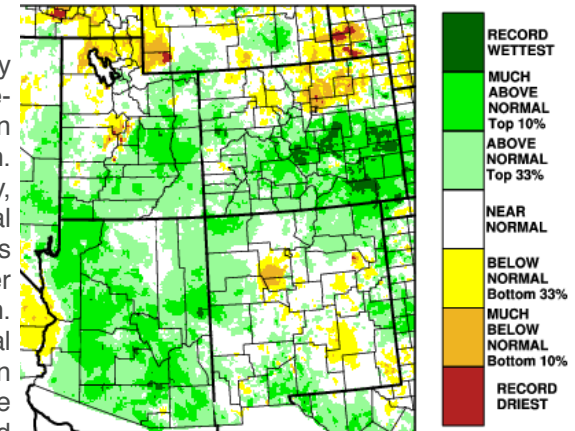 RECORD
WETTEST
MUCH
ABOVE
NORMAL
Top 10%
ABOVE
NORMAL
Top 33%
NEAR
NORMAL
BELOW
NORMAL
Bottom 33%
MUCH
BELOW
NORMAL
Bottom 10%
RECORD
DRIEST